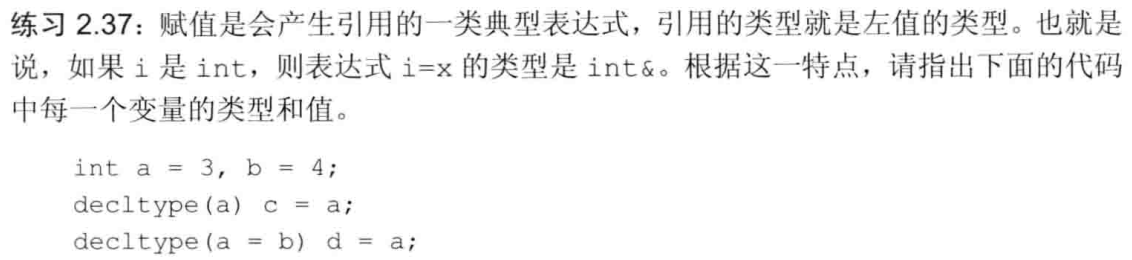 练习 2.37：赋值是会产生引用的一类典型表达式，引用的类型就是左值的类型。也就是
说，如果 i 是 int，则表达式 i=x 的类型是 int&。根据这一特点，请指出下面的代码
中每一个变量的类型和值。
int a = 3, b = 4;
decltype(a) c = a;
decltype(a = b) d = a;